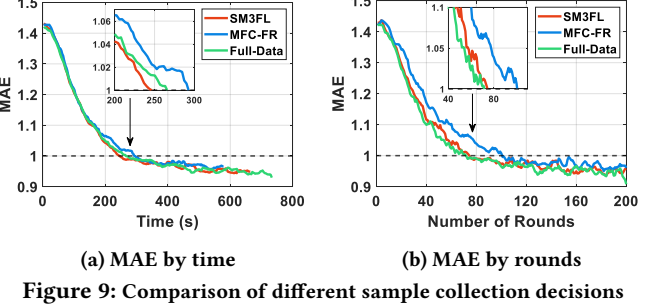 1.5
1.4
1.3
1.2
1.1
1
0.9
MAE
1.06
1.04
1.02
1
200 250 300
SM3FL
MFC-FR
Full-Data
0 200 400 600 800
Time (s)
(a) MAE by time
1.5
1.4
1.3
1.2
1.1
1
0.9
MAE
1.1
1.05
1
40 80
SM3FL
MFC-FR
Full-Data
0 40 80 120 160 200
Number of Rounds
(b) MAE by rounds
Figure 9: Comparison of different sample collection decisions